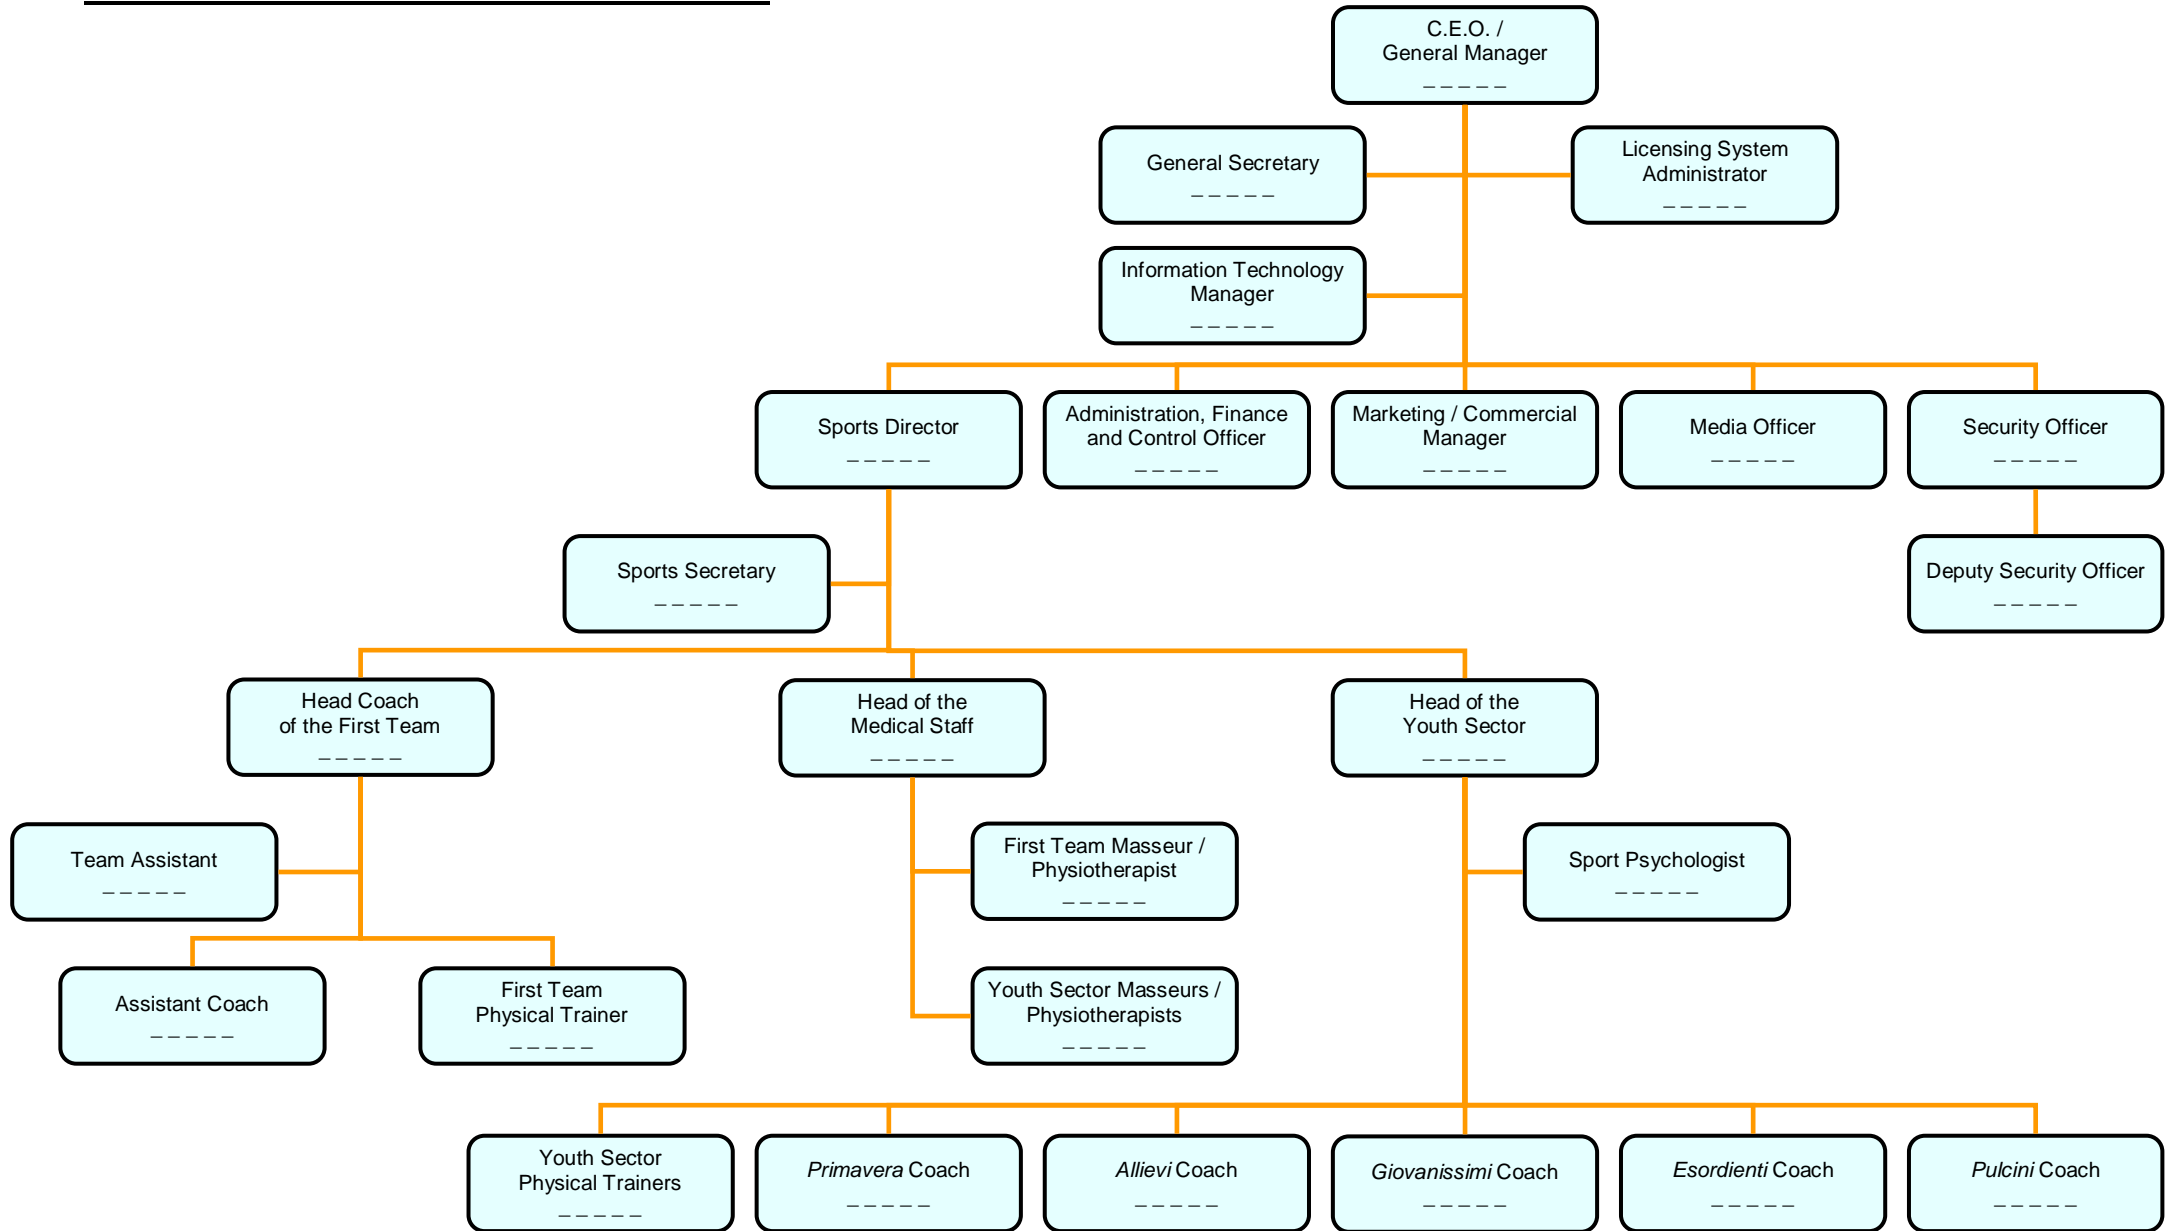 C.E.O. /
General Manager
_ _ _ _ _
General Secretary
_ _ _ _ _
Licensing System
Administrator
_ _ _ _ _
Information Technology
Manager
_ _ _ _ _
Sports Director
_ _ _ _ _
Administration, Finance
and Control Officer
_ _ _ _ _
Marketing / Commercial
Manager
_ _ _ _ _
Media Officer
_ _ _ _ _
Security Officer
_ _ _ _ _
Sports Secretary
_ _ _ _ _
Deputy Security Officer
_ _ _ _ _
Head Coach
of the First Team
_ _ _ _ _
Head of the
Medical Staff
_ _ _ _ _
Head of the
Youth Sector
_ _ _ _ _
Team Assistant
_ _ _ _ _
First Team Masseur /
Physiotherapist
_ _ _ _ _
Sport Psychologist
_ _ _ _ _
Assistant Coach
_ _ _ _ _
First Team
Physical Trainer
_ _ _ _ _
Youth Sector Masseurs /
Physiotherapists
_ _ _ _ _
Youth Sector
Physical Trainers
_ _ _ _ _
Primavera Coach
_ _ _ _ _
Allievi Coach
_ _ _ _ _
Giovanissimi Coach
_ _ _ _ _
Esordienti Coach
_ _ _ _ _
Pulcini Coach
_ _ _ _ _